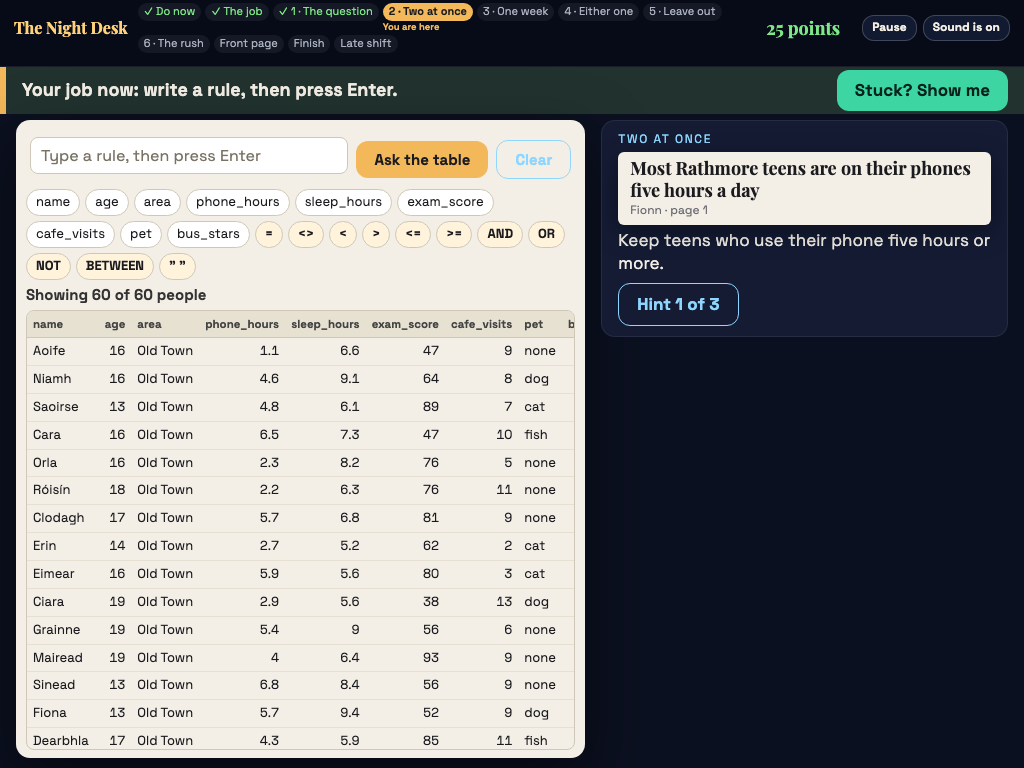 The Night Desk
✓ Do now
✓ The job
✓ 1 · The question
2 · Two at once
You are here
3 · One week
4 · Either one
5 · Leave out
6 · The rush
Front page
Finish
Late shift
25 points
Pause
Sound is on
Your job now: write a rule, then press Enter.
Stuck? Show me
Type a rule, then press Enter
Ask the table
Clear
name age area phone_hours sleep_hours exam_score
cafe_visits pet bus_stars = <> < > <= >= AND OR
NOT BETWEEN " "
Showing 60 of 60 people
name age area phone_hours sleep_hours exam_score cafe_visits pet b
Aoife 16 Old Town 1.1 6.6 47 9 none
Niamh 16 Old Town 4.6 9.1 64 8 dog
Saoirse 13 Old Town 4.8 6.1 89 7 cat
Cara 16 Old Town 6.5 7.3 47 10 fish
Orla 16 Old Town 2.3 8.2 76 5 none
Róisín 18 Old Town 2.2 6.3 76 11 none
Clodagh 17 Old Town 5.7 6.8 81 9 none
Erin 14 Old Town 2.7 5.2 62 2 cat
Eimear 16 Old Town 5.9 5.6 80 3 cat
Ciara 19 Old Town 2.9 5.6 38 13 dog
Grainne 19 Old Town 5.4 9 56 6 none
Mairead 19 Old Town 4 6.4 93 9 none
Sinead 13 Old Town 6.8 8.4 56 9 none
Fiona 13 Old Town 5.7 9.4 52 9 dog
Dearbhla 17 Old Town 4.3 5.9 85 11 fish
TWO AT ONCE
Most Rathmore teens are on their phones
five hours a day
Fionn · page 1
Keep teens who use their phone five hours or
more.
Hint 1 of 3